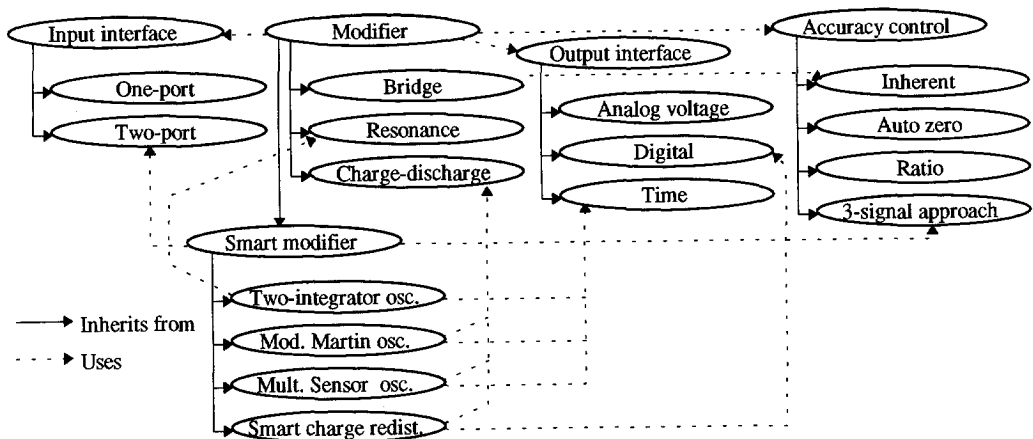 Input interface
One-port
Two-port
Modifier
Bridge
Resonance
Charge-discharge
Output interface
Analog voltage
Digital
Time
Accuracy control
Inherent
Auto zero
Ratio
3-signal approach
Smart modifier
Two-integrator osc.
Mod. Martin osc.
Mult. Sensor osc.
Smart charge redist.
Inherits from
Uses